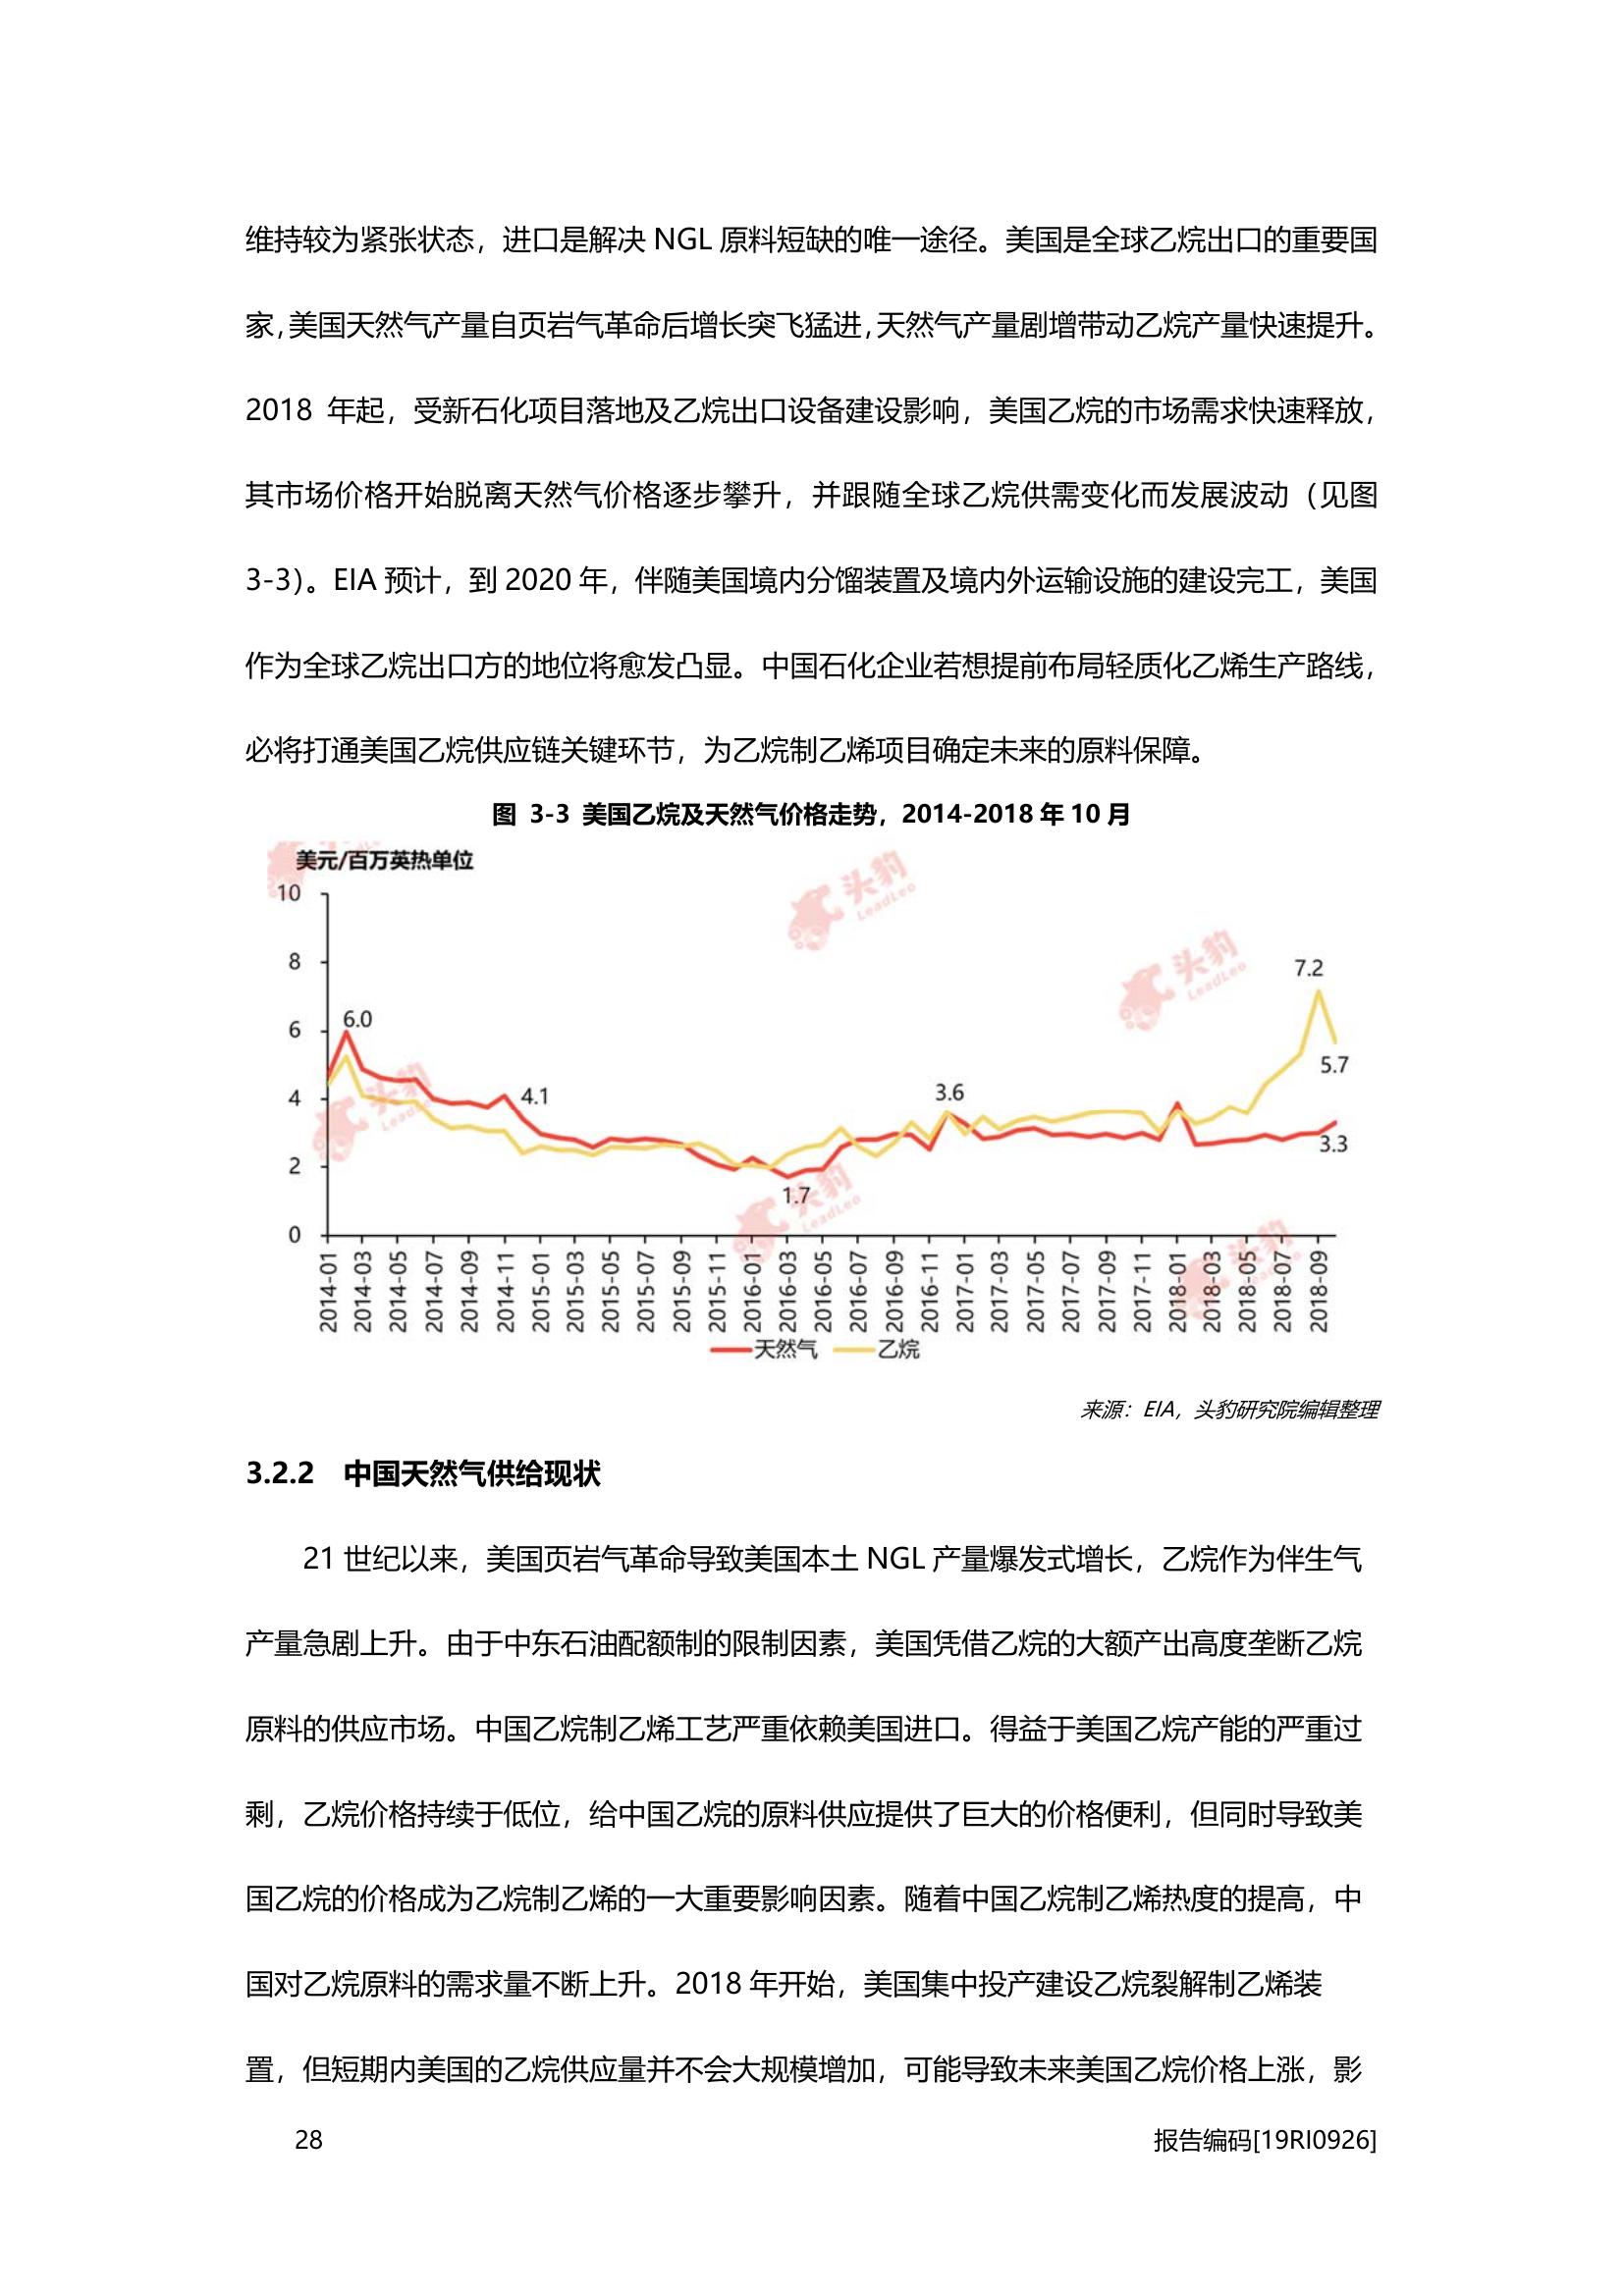 维持较为紧张状态，进口是解决 NGL 原料短缺的唯一途径。美国是全球乙烷出口的重要国
家，美国天然气产量自页岩气革命后增长突飞猛进，天然气产量剧增带动乙烷产量快速提升。
2018 年起，受新石化项目落地及乙烷出口设备建设影响，美国乙烷的市场需求快速释放，
其市场价格开始脱离天然气价格逐步攀升，并跟随全球乙烷供需变化而发展波动（见图
3-3）。EIA 预计，到 2020 年，伴随美国境内分馏装置及境内外运输设施的建设完工，美国
作为全球乙烷出口方的地位将愈发凸显。中国石化企业若想提前布局轻质化乙烯生产路线，
必将打通美国乙烷供应链关键环节，为乙烷制乙烯项目确定未来的原料保障。
图 3-3 美国乙烷及天然气价格走势，2014-2018 年 10 月
美元/百万英热单位
10
8
6
4
2
0
6.0
4.1
1.7
3.6
7.2
5.7
3.3
头豹
LeadLeo
头豹
LeadLeo
头豹
LeadLeo
头豹
LeadLeo
头豹
LeadLeo
2014-01
2014-03
2014-05
2014-07
2014-09
2014-11
2015-01
2015-03
2015-05
2015-07
2015-09
2015-11
2016-01
2016-03
2016-05
2016-07
2016-09
2016-11
2017-01
2017-03
2017-05
2017-07
2017-09
2017-11
2018-01
2018-03
2018-05
2018-07
2018-09
天然气 乙烷
来源：EIA，头豹研究院编辑整理
3.2.2 中国天然气供给现状
21 世纪以来，美国页岩气革命导致美国本土 NGL 产量爆发式增长，乙烷作为伴生气
产量急剧上升。由于中东石油配额制的限制因素，美国凭借乙烷的大额产出高度垄断乙烷
原料的供应市场。中国乙烷制乙烯工艺严重依赖美国进口。得益于美国乙烷产能的严重过
剩，乙烷价格持续于低位，给中国乙烷的原料供应提供了巨大的价格便利，但同时导致美
国乙烷的价格成为乙烷制乙烯的一大重要影响因素。随着中国乙烷制乙烯热度的提高，中
国对乙烷原料的需求量不断上升。2018 年开始，美国集中投产建设乙烷裂解制乙烯装
置，但短期内美国的乙烷供应量并不会大规模增加，可能导致未来美国乙烷价格上涨，影
28
报告编码[19RI0926]